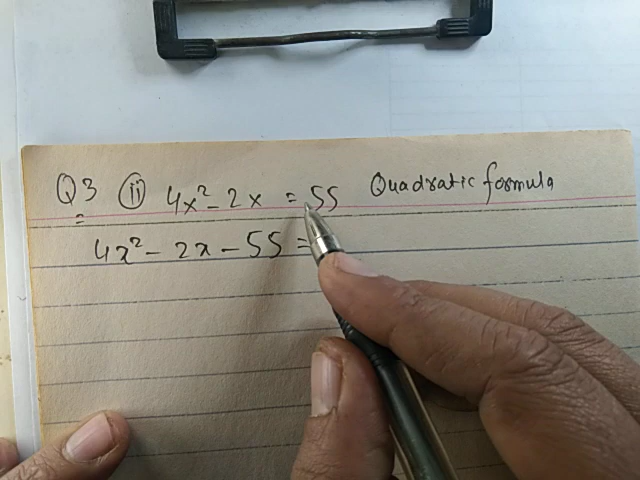 Q3 (ii) 4x² - 2x = 55 Quadratic formula
4x² - 2x - 55 =